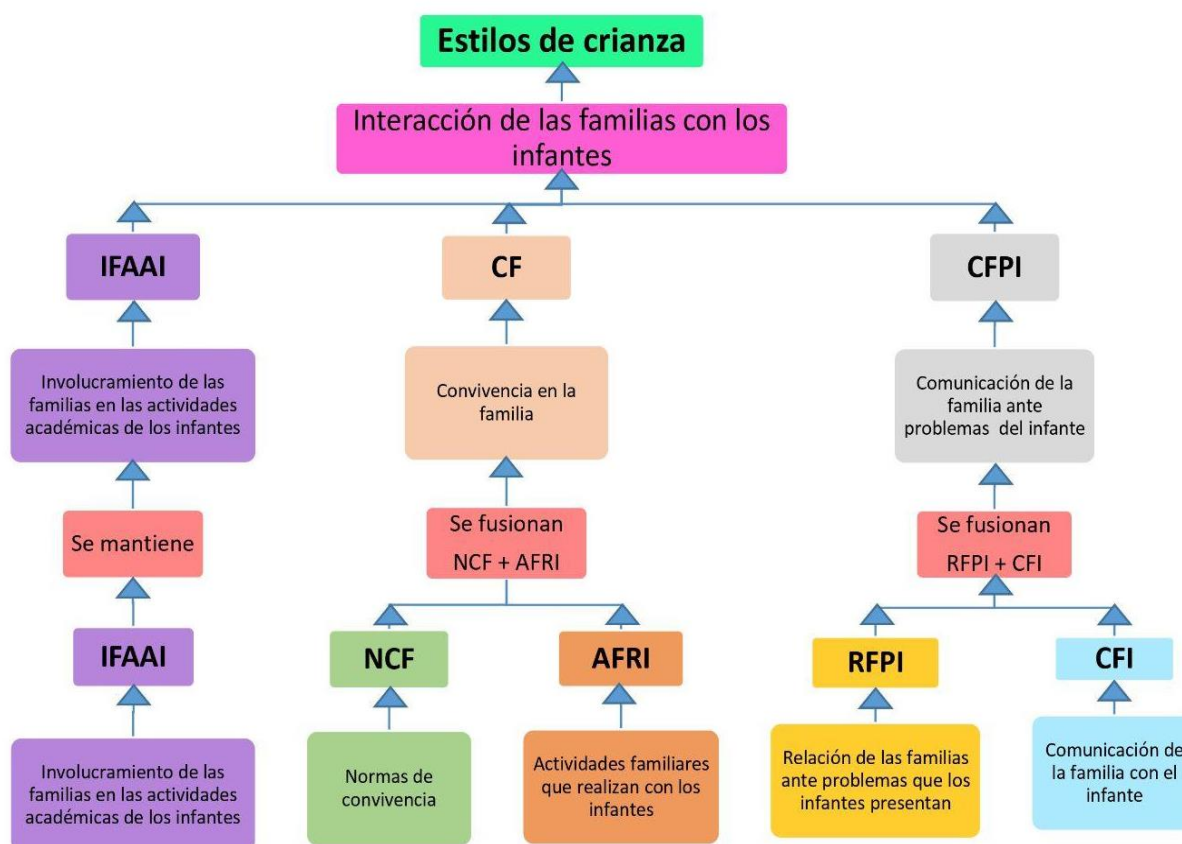 Estilos de crianza
Interacción de las familias con los
infantes
IFAAI
CF
CFPI
Involucramiento de las
familias en las actividades
académicas de los infantes
Convivencia en la
familia
Comunicación de la
familia ante
problemas del infante
Se mantiene
Se fusionan
NCF + AFRI
Se fusionan
RFPI + CFI
IFAAI
NCF
AFRI
RFPI
CFI
Involucramiento de las
familias en las actividades
académicas de los infantes
Normas de
convivencia
Actividades familiares
que realizan con los
infantes
Relación de las familias
ante problemas que los
infantes presentan
Comunicación de
la familia con el
infante